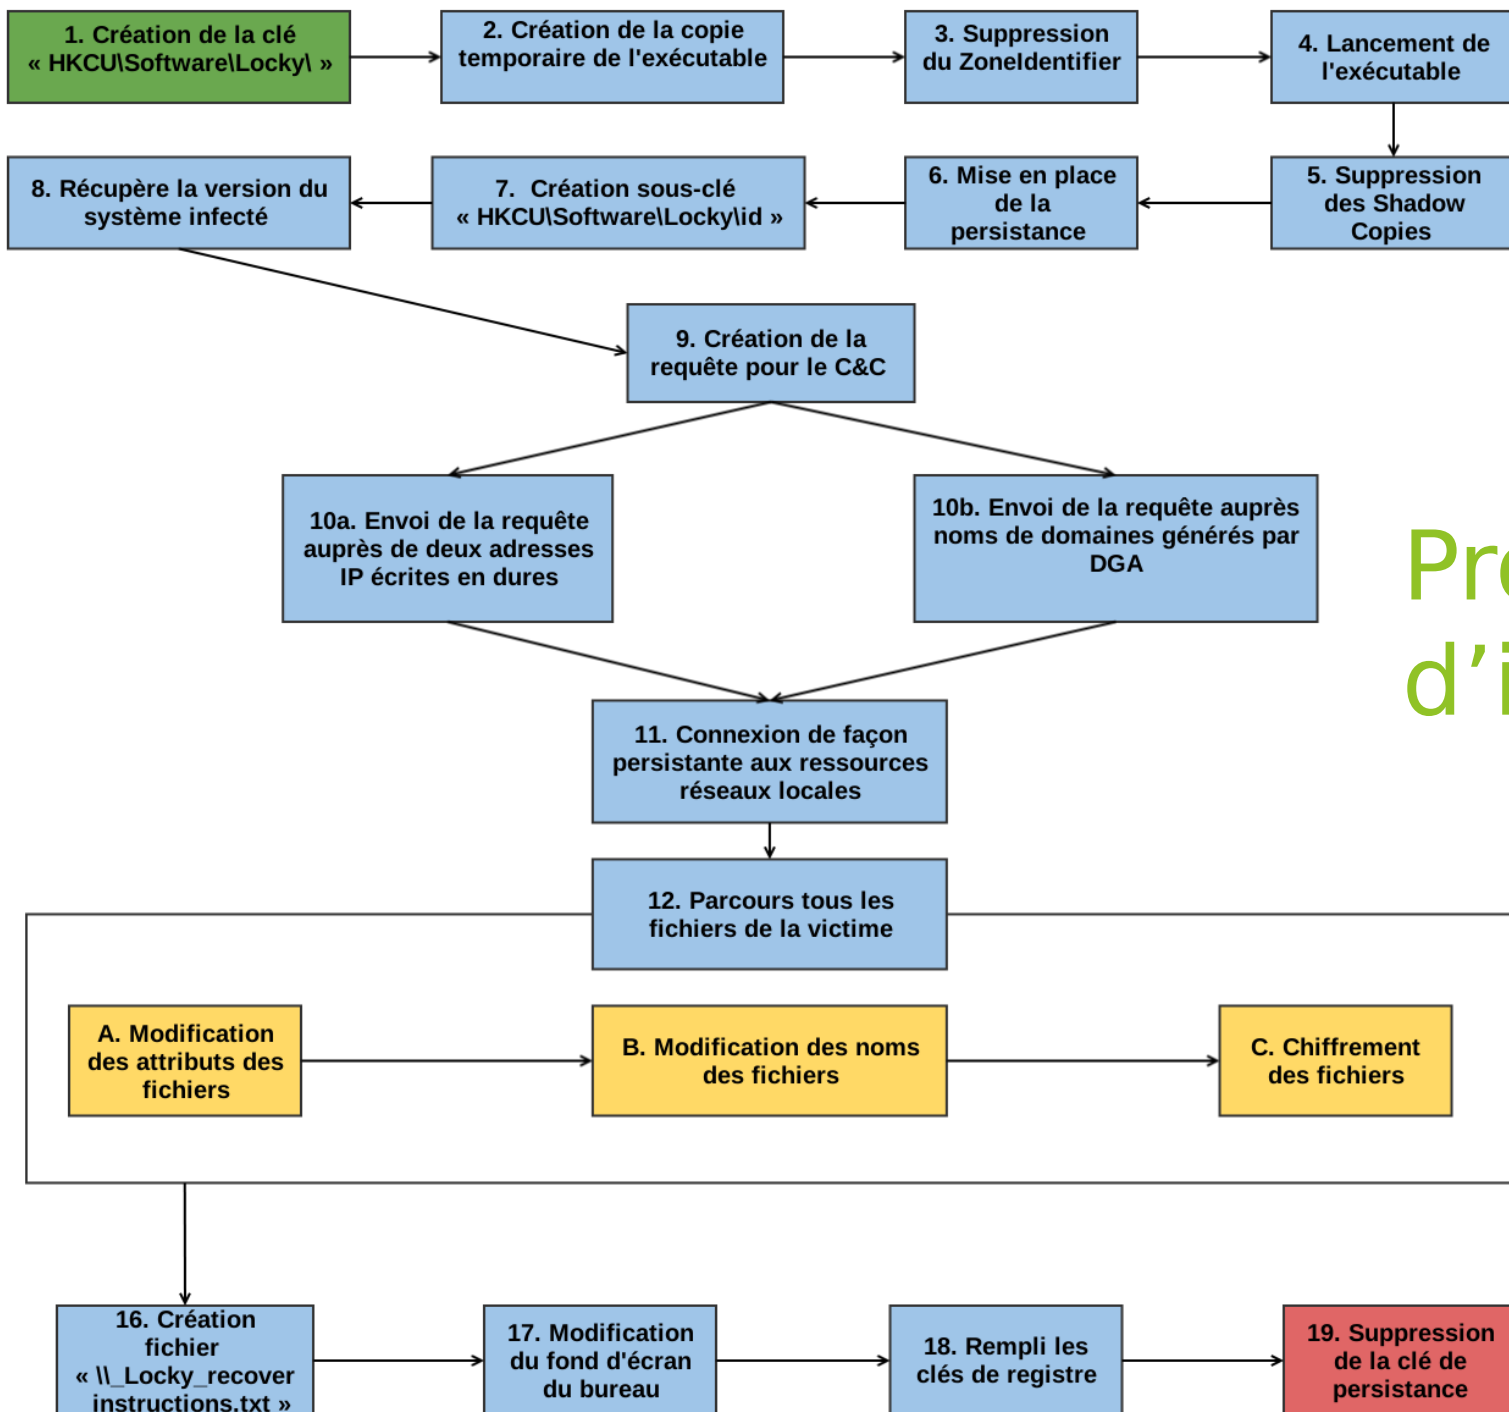 1. Création de la clé
« HKCU\Software\Locky\ »
2. Création de la copie
temporaire de l'exécutable
3. Suppression
du ZoneIdentifier
4. Lancement de
l'exécutable
8. Récupère la version du
système infecté
7. Création sous-clé
« HKCU\Software\Locky\id »
6. Mise en place
de la
persistance
5. Suppression
des Shadow
Copies
9. Création de la
requête pour le C&C
10a. Envoi de la requête
auprès de deux adresses
IP écrites en dures
10b. Envoi de la requête auprès
noms de domaines générés par
DGA
11. Connexion de façon
persistante aux ressources
réseaux locales
12. Parcours tous les
fichiers de la victime
A. Modification
des attributs des
fichiers
B. Modification des noms
des fichiers
C. Chiffrement
des fichiers
16. Création
fichier
« \\_Locky_recover
instructions.txt »
17. Modification
du fond d'écran
du bureau
18. Rempli les
clés de registre
19. Suppression
de la clé de
persistance